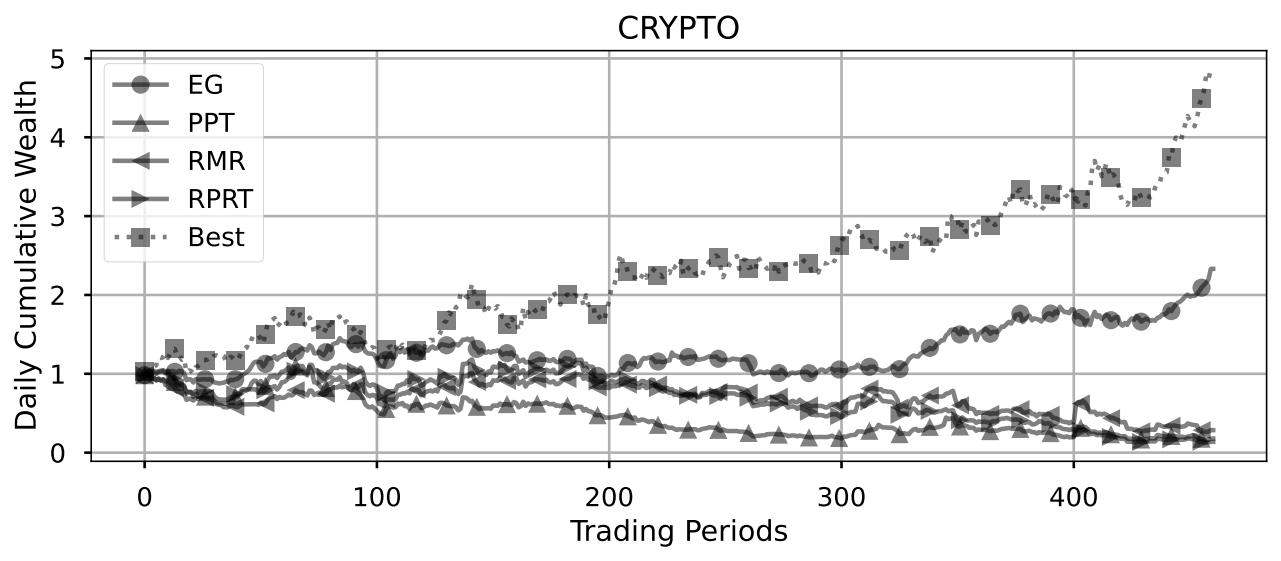 CRYPTO
Daily Cumulative Wealth
5
4
3
2
1
0
EG
PPT
RMR
RPRT
Best
0 100 200 300 400
Trading Periods